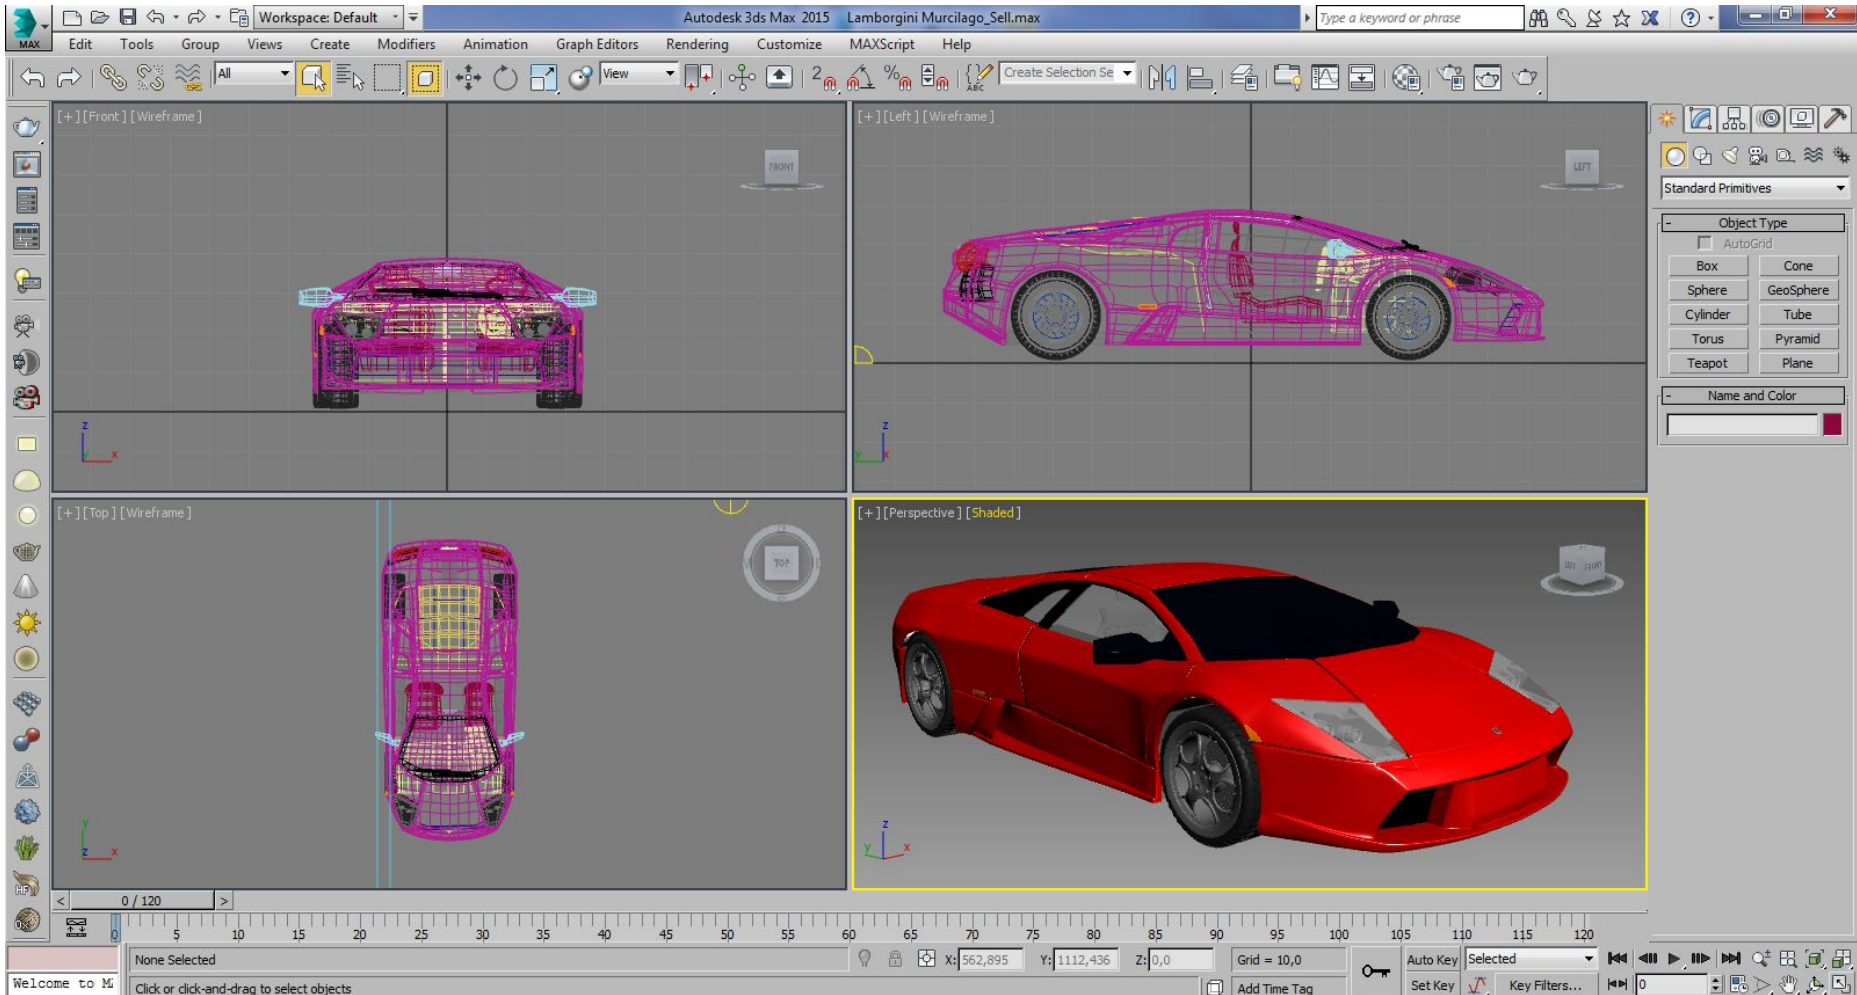 Workspace: Default
Autodesk 3ds Max 2015 Lamborgini Murcilago_Sell.max
Type a keyword or phrase
MAX
Edit Tools Group Views Create Modifiers Animation Graph Editors Rendering Customize MAXScript Help
All
View
ABC
Create Selection Se
[+] [Front] [Wireframe]
FRONT
z
y x
[+] [Left] [Wireframe]
LEFT
z
y x
[+] [Top] [Wireframe]
TOP
y
z x
[+] [Perspective] [Shaded]
LEFT FRONT
z
y x
Standard Primitives
- Object Type
AutoGrid
Box Cone
Sphere GeoSphere
Cylinder Tube
Torus Pyramid
Teapot Plane
- Name and Color
< 0 / 120 >
0 5 10 15 20 25 30 35 40 45 50 55 60 65 70 75 80 85 90 95 100 105 110 115 120
None Selected
X: 562,895 Y: 1112,436 Z: 0,0
Grid = 10,0
Auto Key Selected
Welcome to M
Click or click-and-drag to select objects
Add Time Tag
Set Key Key Filters...
0